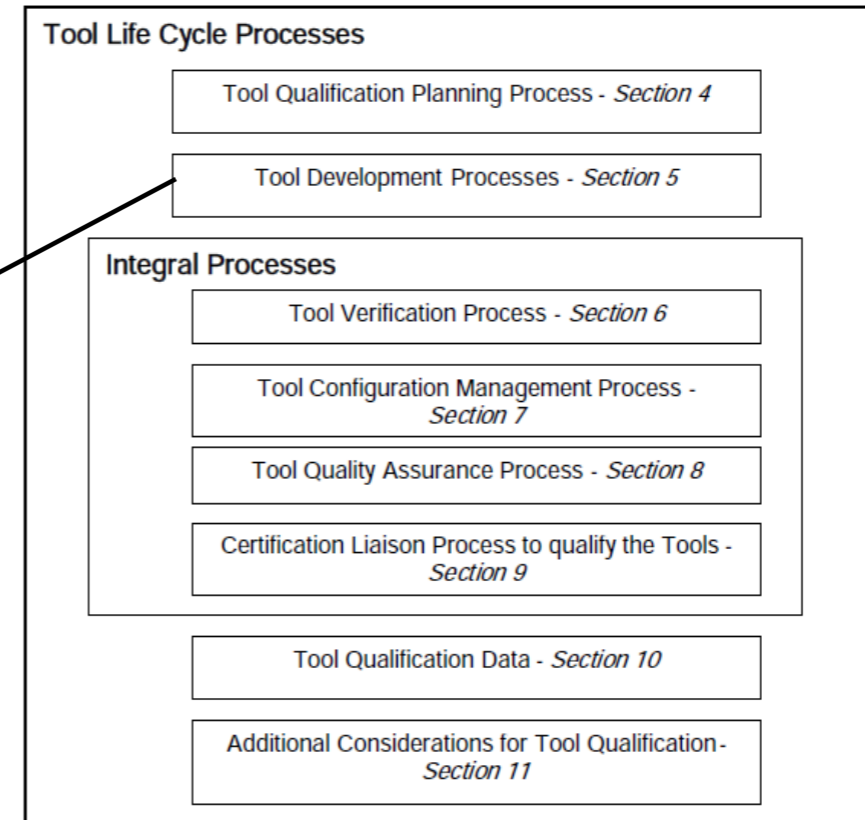 Tool Life Cycle Processes
Tool Qualification Planning Process - Section 4
Tool Development Processes - Section 5
Integral Processes
Tool Verification Process - Section 6
Tool Configuration Management Process -
Section 7
Tool Quality Assurance Process - Section 8
Certification Liaison Process to qualify the Tools -
Section 9
Tool Qualification Data - Section 10
Additional Considerations for Tool Qualification-
Section 11